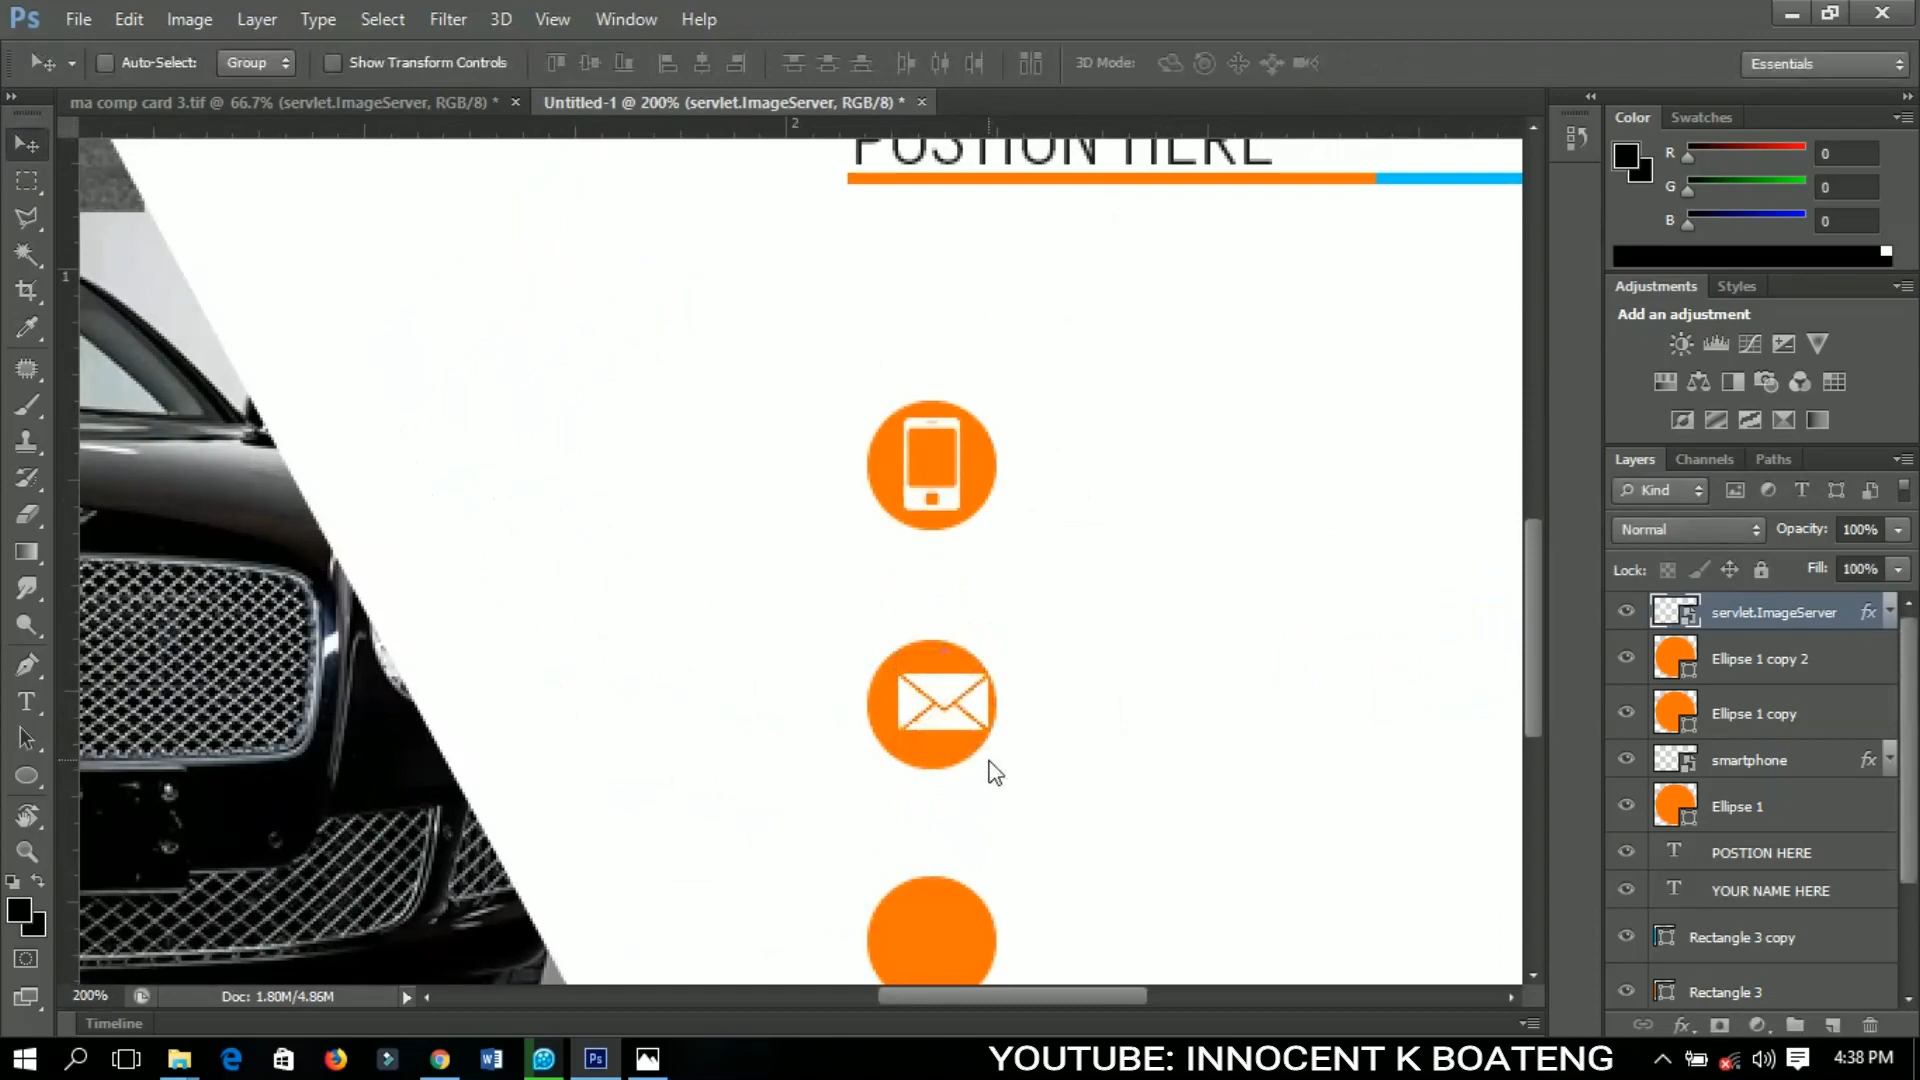 Ps File Edit Image Layer Type Select Filter 3D View Window Help
Auto-Select: Group Show Transform Controls 3D Mode: Essentials
ma comp card 3.tif @ 66.7% (servlet.ImageServer, RGB/8) * × Untitled-1 @ 200% (servlet.ImageServer, RGB/8) * ×
2
1
POSTION HERE
Color Swatches
R 0
G 0
B 0
Adjustments Styles
Add an adjustment
Layers Channels Paths
Kind
Normal Opacity: 100%
Lock: Fill: 100%
servlet.ImageServer fx
Ellipse 1 copy 2
Ellipse 1 copy
smartphone fx
Ellipse 1
T POSTION HERE
T YOUR NAME HERE
Rectangle 3 copy
Rectangle 3
200% Doc: 1.80M/4.86M
Timeline
YOUTUBE: INNOCENT K BOATENG
4:38 PM